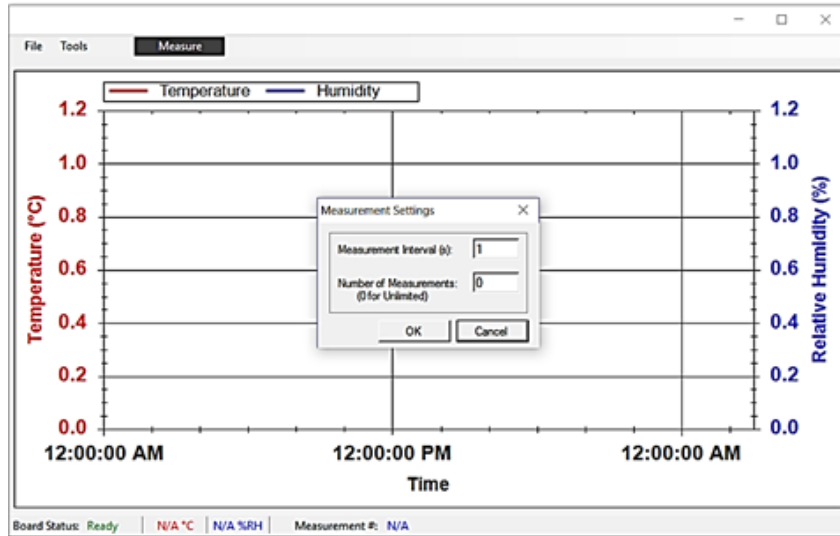 File Tools Measure
Temperature Humidity
1.2 1.2
1.0 1.0
0.8 0.8
0.6 0.6
0.4 0.4
0.2 0.2
0.0 0.0
Temperature (°C)
Relative Humidity (%)
Measurement Settings
Measurement Interval (s): 1
Number of Measurements: 0
(0 for Unlimited)
OK Cancel
12:00:00 AM 12:00:00 PM 12:00:00 AM
Time
Board Status: Ready N/A °C N/A %RH Measurement #: N/A